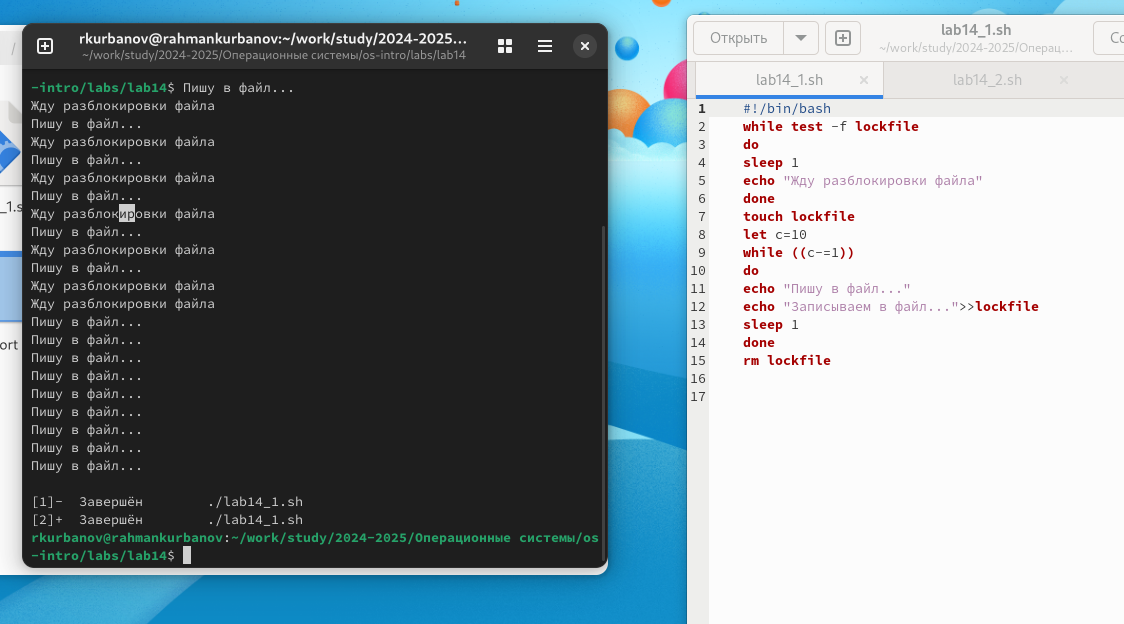 rkurbanov@rahmankurbanov:~/work/study/2024-2025...
~/work/study/2024-2025/Операционные системы/os-intro/labs/lab14
-intro/labs/lab14$ Пишу в файл...
Жду разблокировки файла
Пишу в файл...
Жду разблокировки файла
Пишу в файл...
Жду разблокировки файла
Пишу в файл...
Жду разблокировки файла
Пишу в файл...
Жду разблокировки файла
Пишу в файл...
Жду разблокировки файла
Жду разблокировки файла
Пишу в файл...
Пишу в файл...
Пишу в файл...
Пишу в файл...
Пишу в файл...
Пишу в файл...
Пишу в файл...
Пишу в файл...
Пишу в файл...
[1]- Завершён ./lab14_1.sh
[2]+ Завершён ./lab14_1.sh
rkurbanov@rahmankurbanov:~/work/study/2024-2025/Операционные системы/os
-intro/labs/lab14$
/
_1.s
ort
Открыть
lab14_1.sh
~/work/study/2024-2025/Операц...
Со
lab14_1.sh ×
lab14_2.sh ×
1 #!/bin/bash
2 while test -f lockfile
3 do
4 sleep 1
5 echo "Жду разблокировки файла"
6 done
7 touch lockfile
8 let c=10
9 while ((c-=1))
10 do
11 echo "Пишу в файл..."
12 echo "Записываем в файл...">>lockfile
13 sleep 1
14 done
15 rm lockfile
16
17